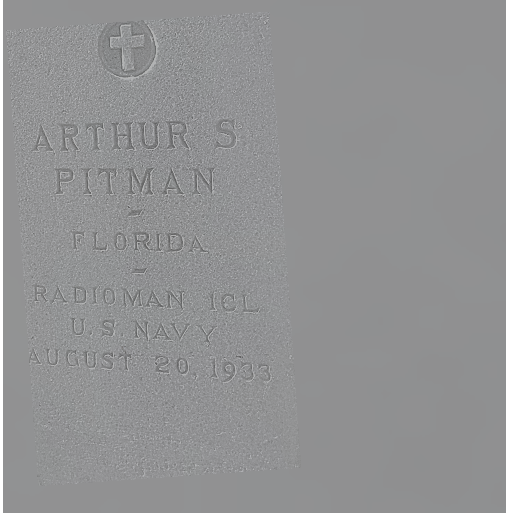 ARTHUR S
PITMAN
FLORIDA
RADIOMAN 1CL
U.S. NAVY
AUGUST 20, 1933